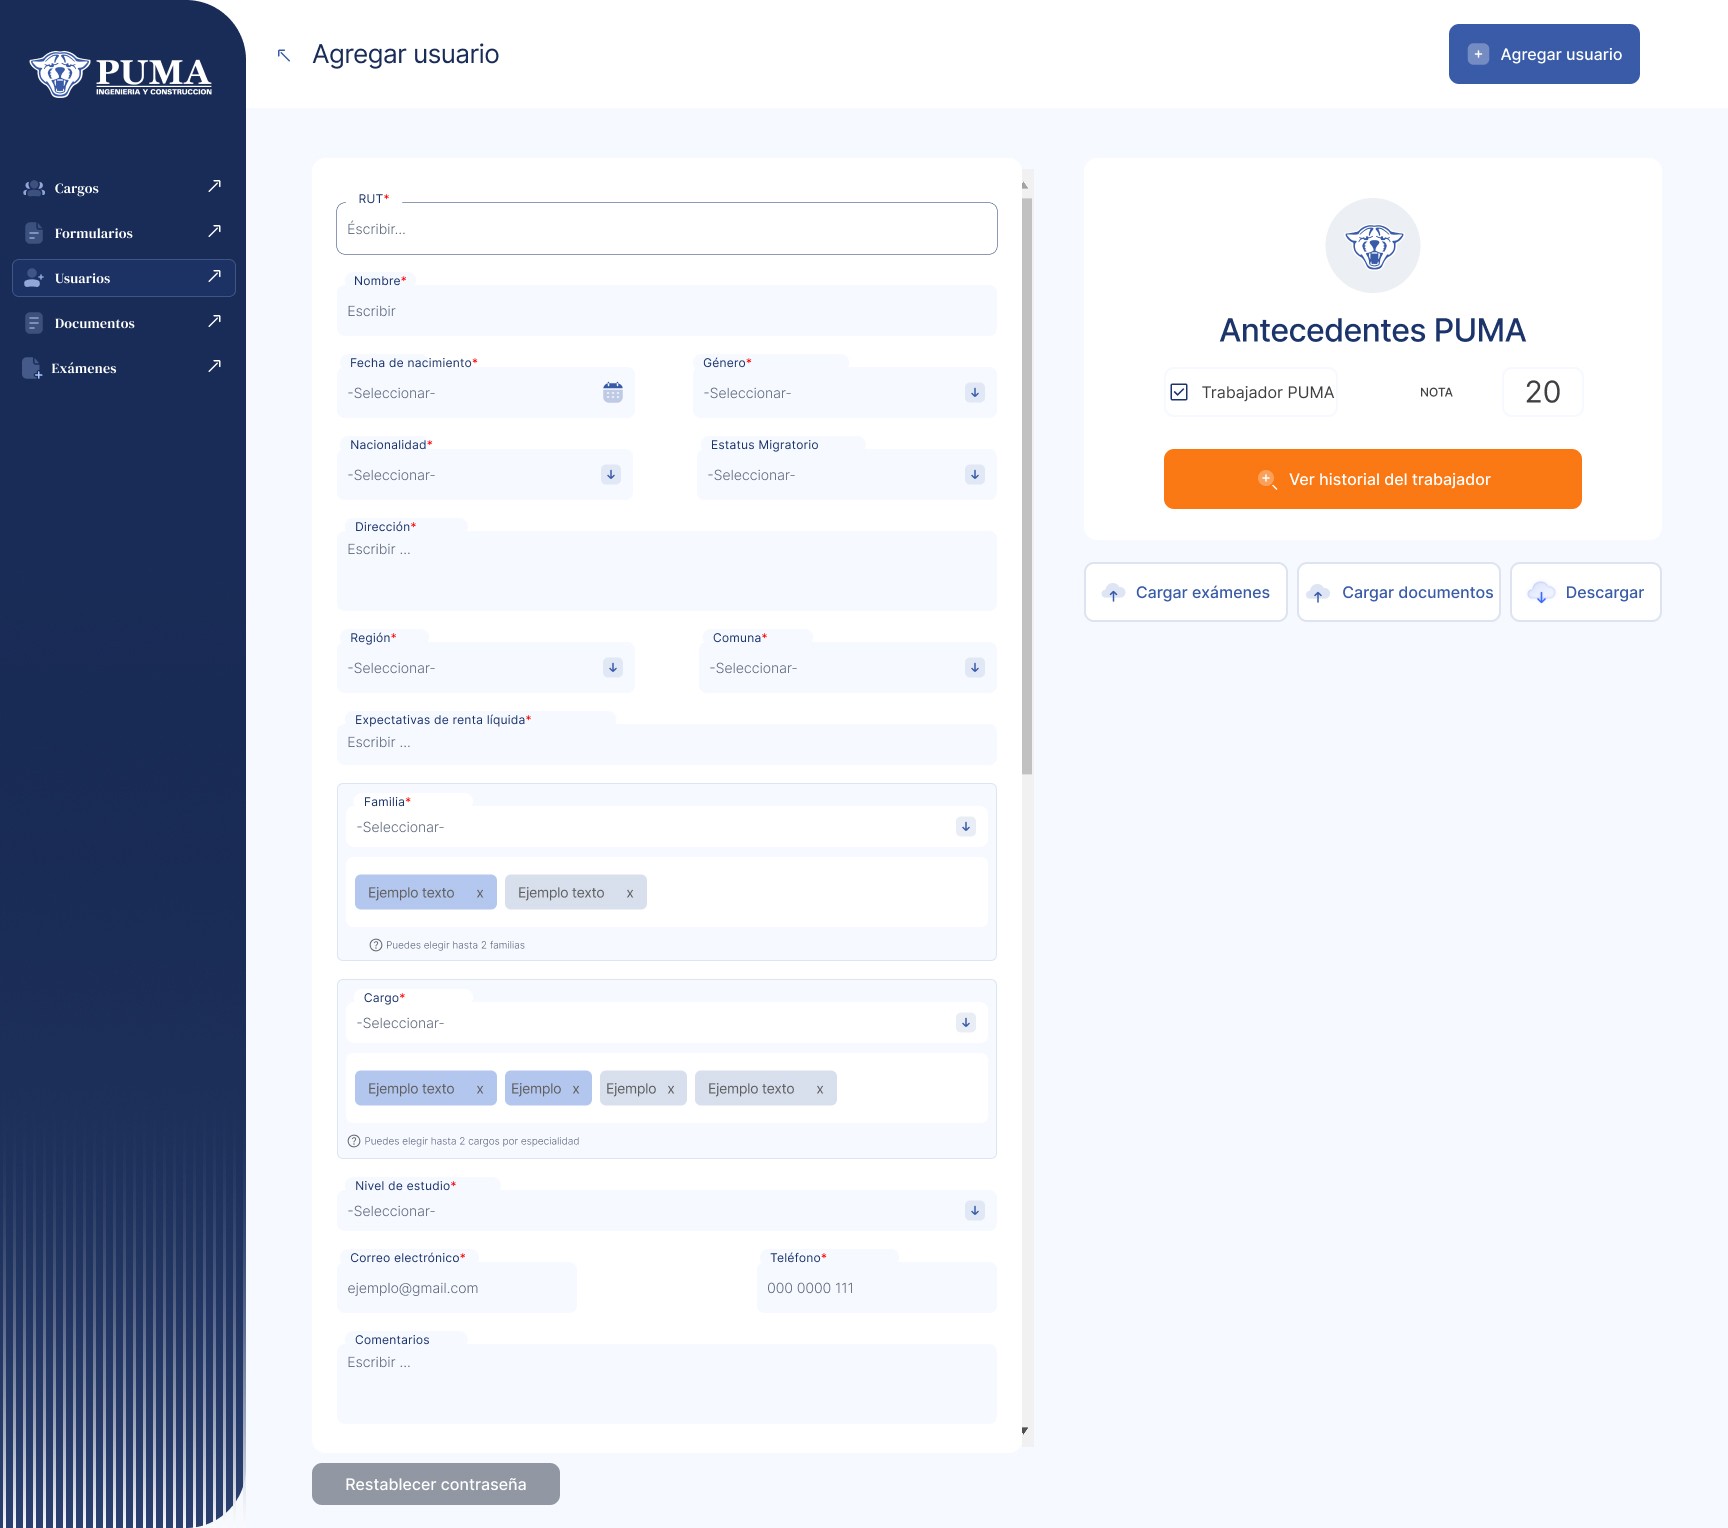 PUMA
INGENIERIA Y CONSTRUCCION
Cargos
Formularios
Usuarios
Documentos
Exámenes
Agregar usuario
Agregar usuario
RUT*
Éscribir...
Nombre*
Escribir
Fecha de nacimiento*
-Seleccionar-
Género*
-Seleccionar-
Nacionalidad*
-Seleccionar-
Estatus Migratorio
-Seleccionar-
Dirección*
Escribir ...
Región*
-Seleccionar-
Comuna*
-Seleccionar-
Expectativas de renta líquida*
Escribir ...
Familia*
-Seleccionar-
Ejemplo texto x
Ejemplo texto x
Puedes elegir hasta 2 familias
Cargo*
-Seleccionar-
Ejemplo texto x
Ejemplo x
Ejemplo x
Ejemplo texto x
Puedes elegir hasta 2 cargos por especialidad
Nivel de estudio*
-Seleccionar-
Correo electrónico*
ejemplo@gmail.com
Teléfono*
000 0000 111
Comentarios
Escribir ...
Restablecer contraseña
Antecedentes PUMA
Trabajador PUMA
NOTA
20
Ver historial del trabajador
Cargar exámenes
Cargar documentos
Descargar